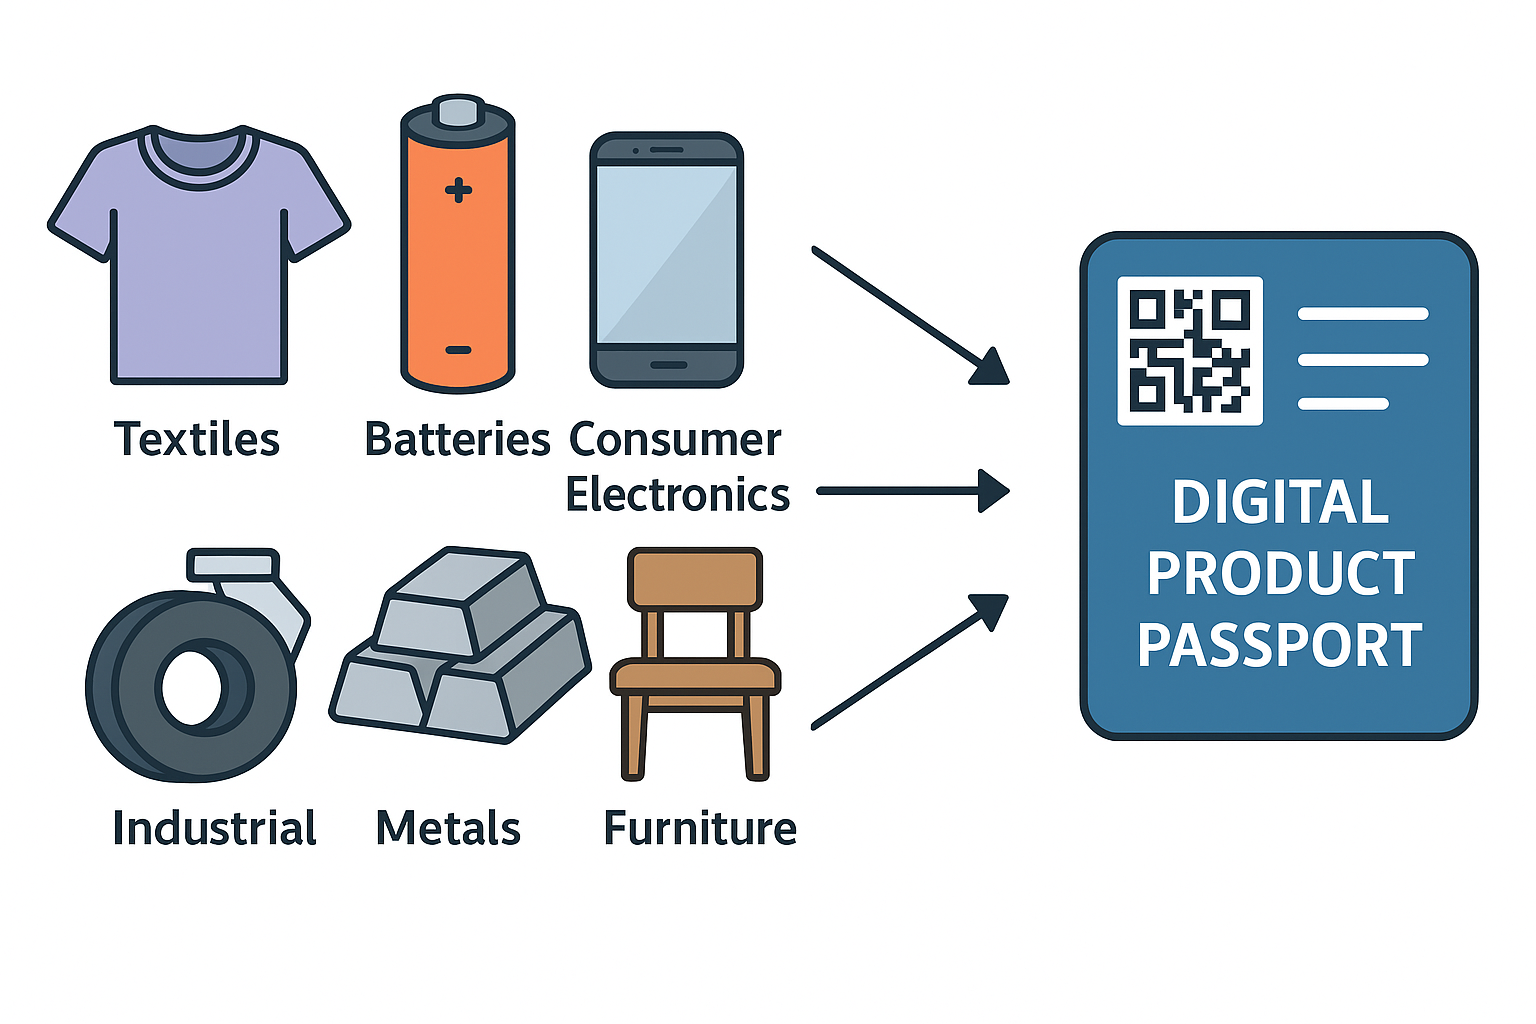 Textiles
Batteries
Consumer
Electronics
Industrial
Metals
Furniture
DIGITAL
PRODUCT
PASSPORT